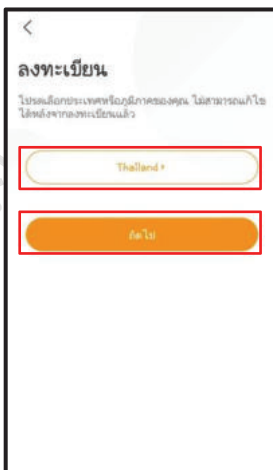 ลงทะเบียน
โปรดเลือกประเทศหรือภูมิภาคของคุณ ไม่สามารถแก้ไข
ได้หลังจากลงทะเบียนแล้ว
Thailand
ถัดไป